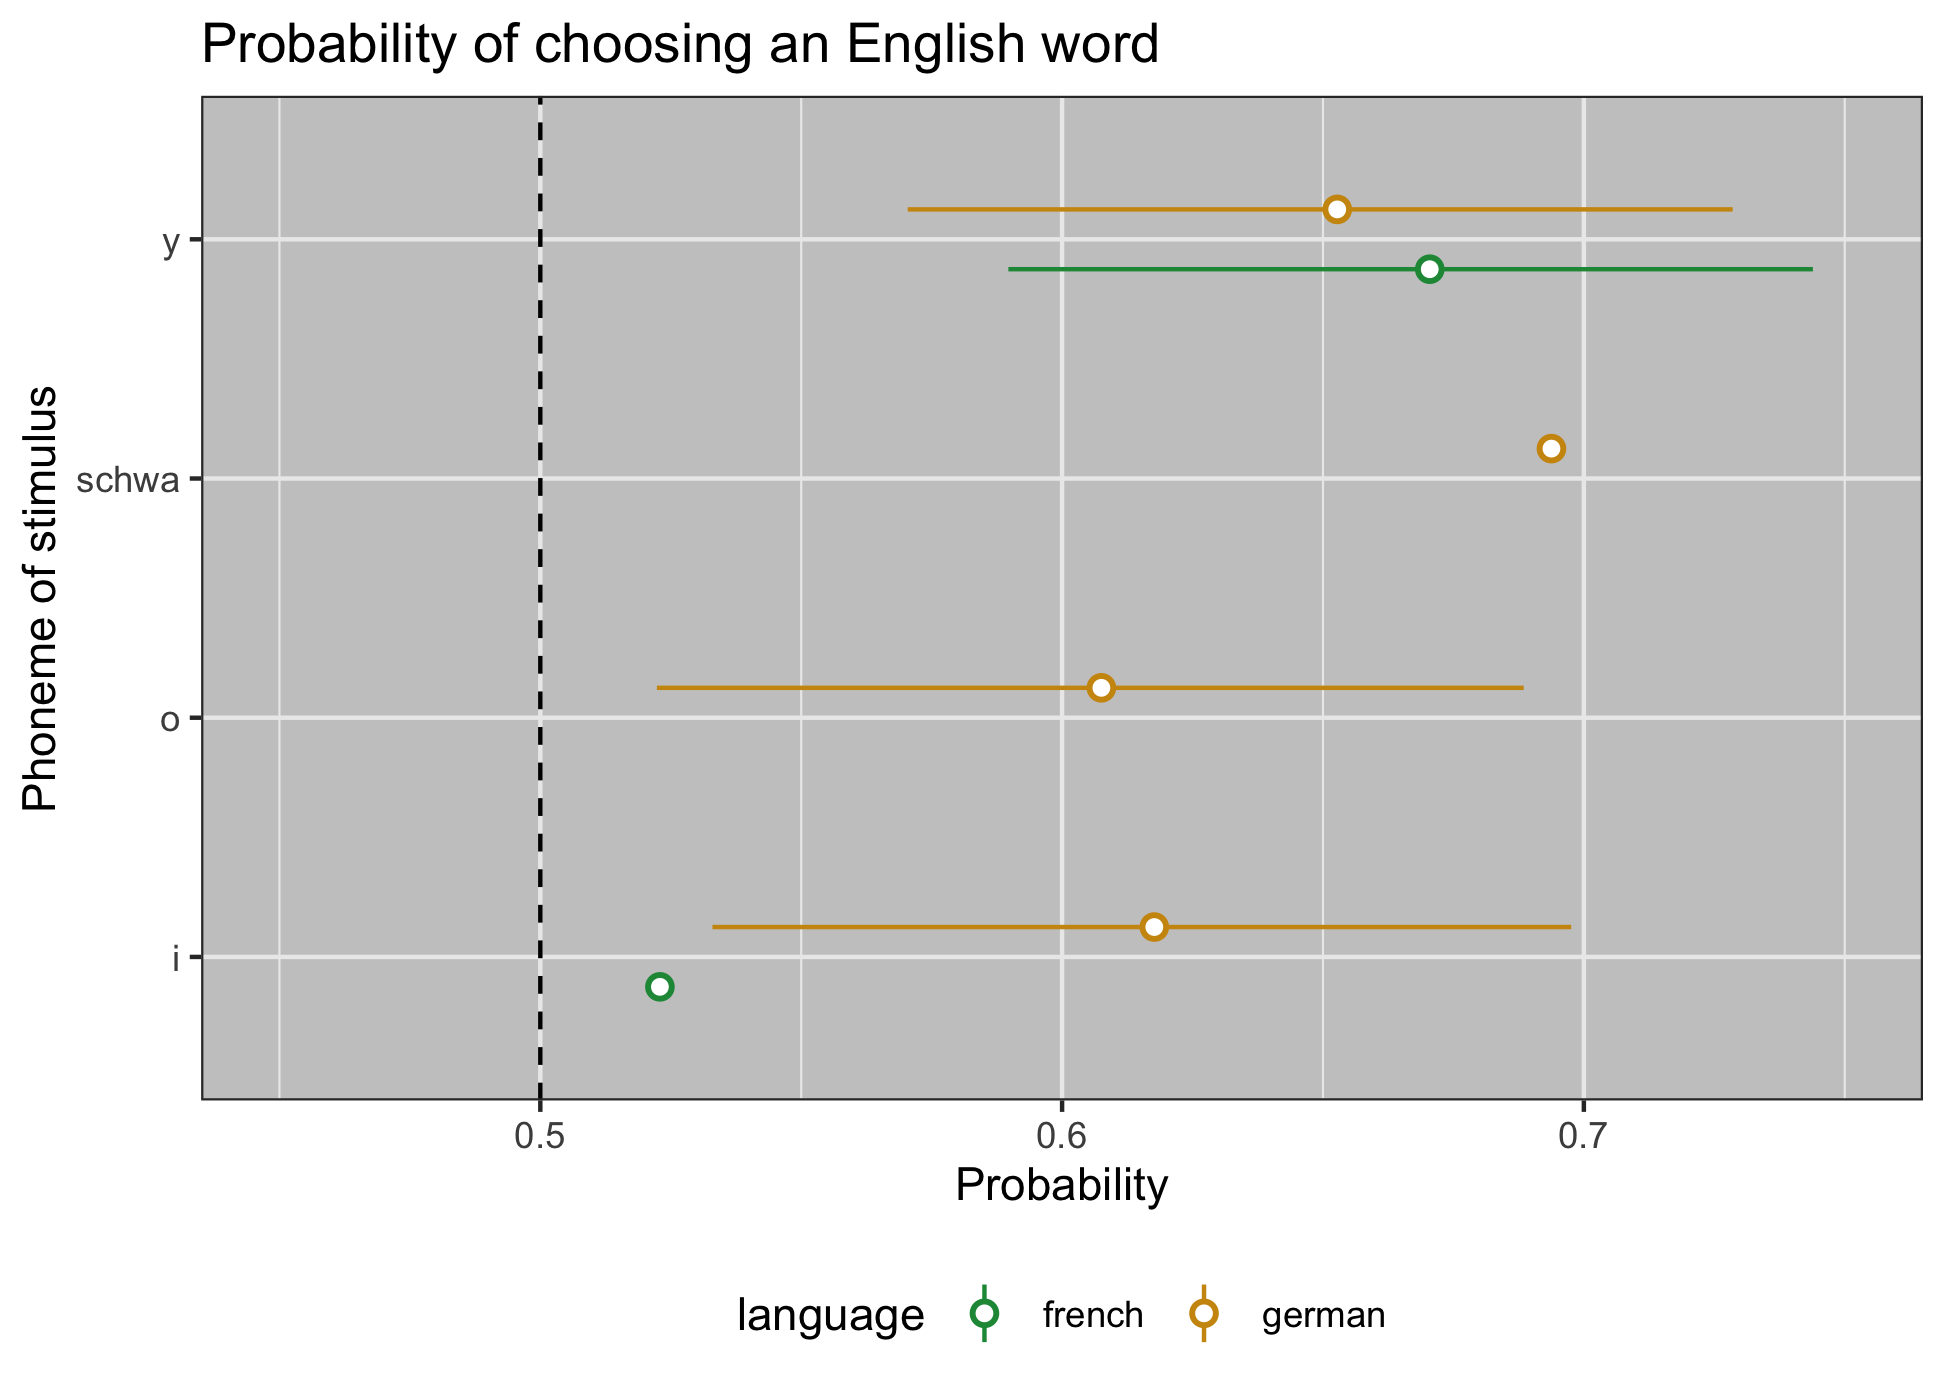 Probability of choosing an English word
Phoneme of stimulus
y
schwa
o
i
0.5 0.6 0.7
Probability
language french german